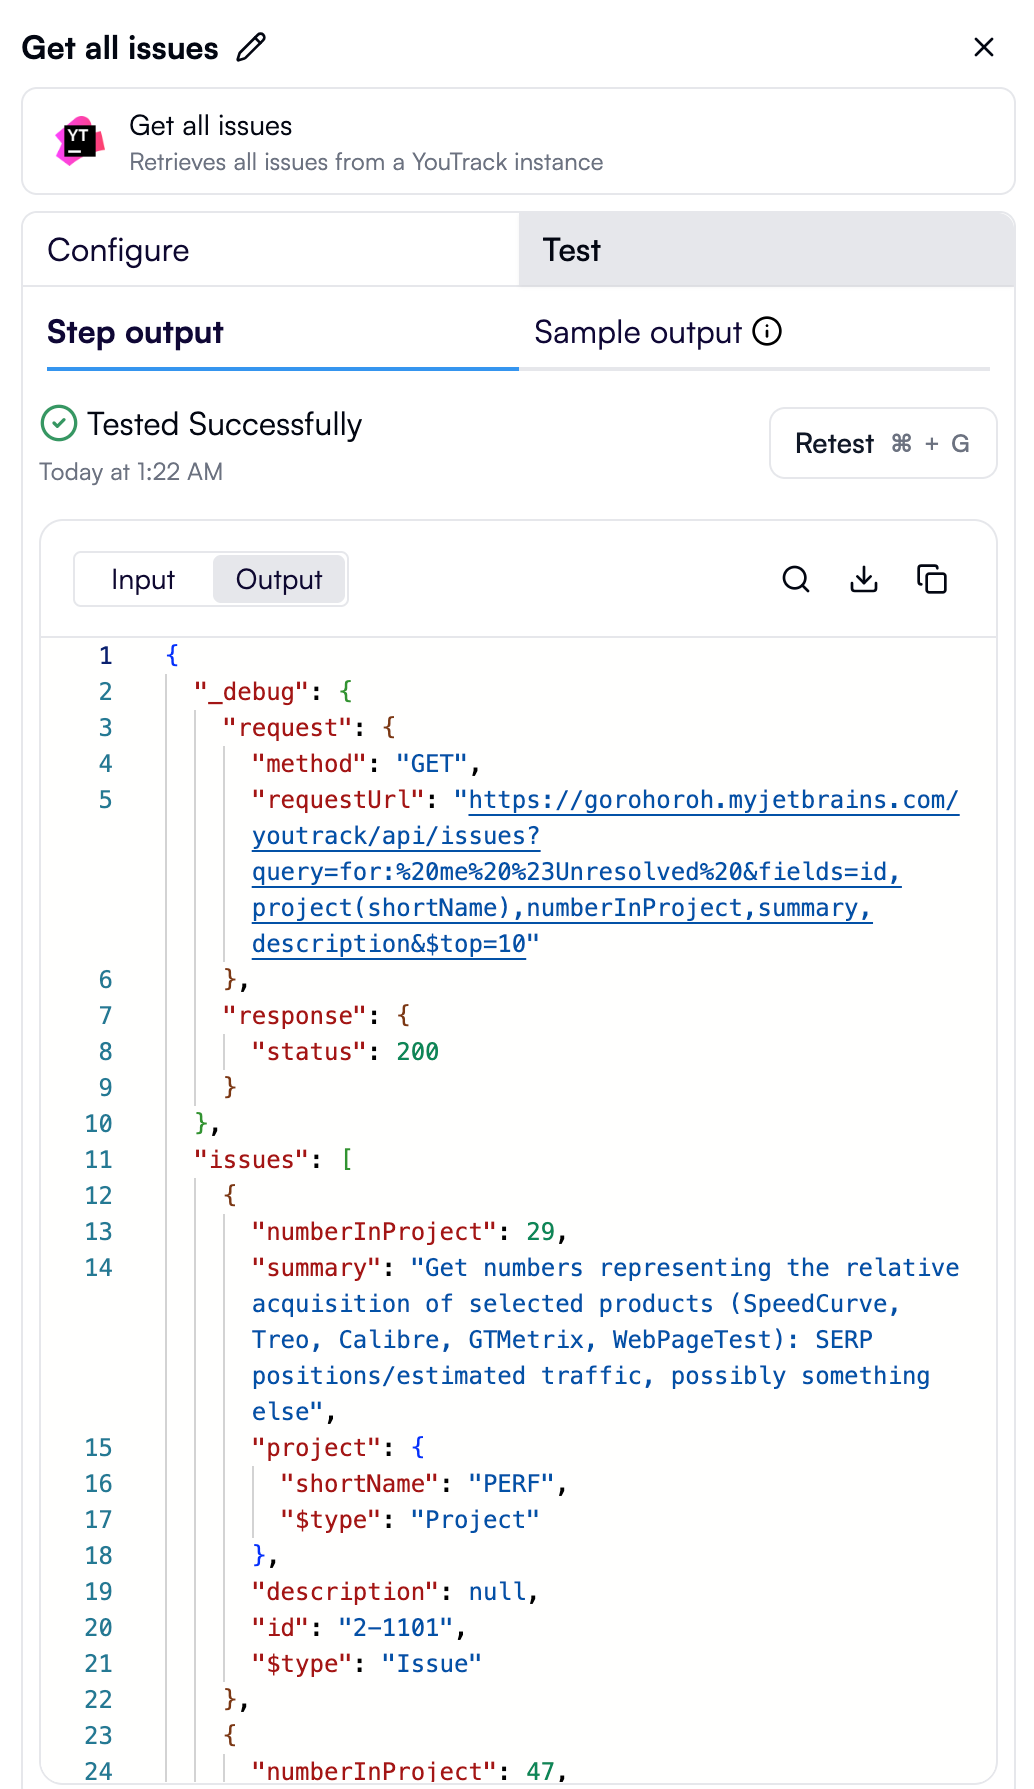 Get all issues
YT
Get all issues
Retrieves all issues from a YouTrack instance
Configure
Test
Step output
Sample output
Tested Successfully
Retest ⌘ + G
Today at 1:22 AM
Input
Output
1 {
2 "_debug": {
3 "request": {
4 "method": "GET",
5 "requestUrl": "https://gorohoroh.myjetbrains.com/
youtrack/api/issues?
query=for:%20me%20%23Unresolved%20&fields=id,
project(shortName),numberInProject,summary,
description&$top=10"
6 },
7 "response": {
8 "status": 200
9 }
10 },
11 "issues": [
12 {
13 "numberInProject": 29,
14 "summary": "Get numbers representing the relative
acquisition of selected products (SpeedCurve,
Treo, Calibre, GTMetrix, WebPageTest): SERP
positions/estimated traffic, possibly something
else",
15 "project": {
16 "shortName": "PERF",
17 "$type": "Project"
18 },
19 "description": null,
20 "id": "2-1101",
21 "$type": "Issue"
22 },
23 {
24 "numberInProject": 47,